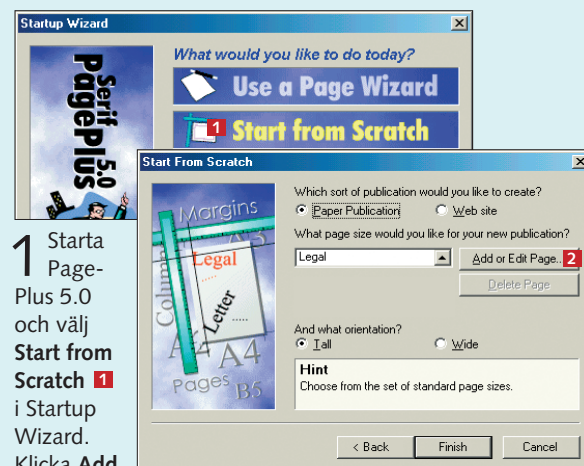 Startup Wizard
What would you like to do today?
Serif
PagePlus
5.0
Use a Page Wizard
1 Start from Scratch
Start From Scratch
Margins
Columns
Legal
Letter
A4
Pages
B5
Which sort of publication would you like to create?
Paper Publication
Web site
What page size would you like for your new publication?
Legal
Add or Edit Page.. 2
Delete Page
And what orientation?
Tall
Wide
Hint
Choose from the set of standard page sizes.
< Back
Finish
Cancel
1 Starta
Page-
Plus 5.0
och välj
Start from
Scratch 1
i Startup
Wizard.
Klicka Add